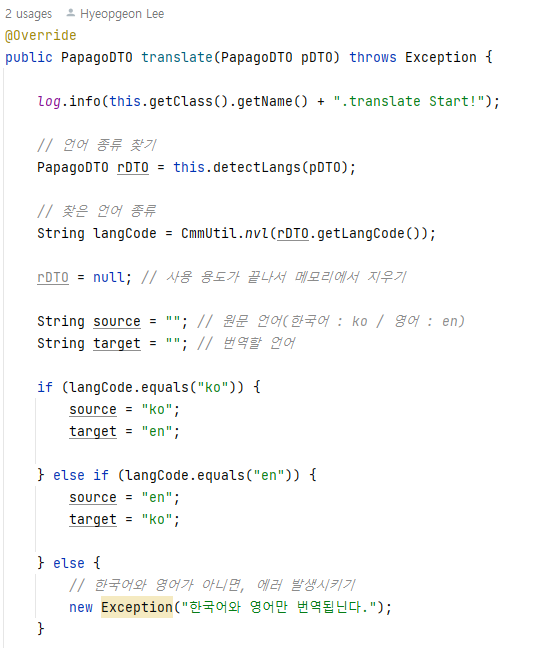 2 usages Hyeopgeon Lee
@Override
public PapagoDTO translate(PapagoDTO pDTO) throws Exception {
log.info(this.getClass().getName() + ".translate Start!");
// 언어 종류 찾기
PapagoDTO rDTO = this.detectLangs(pDTO);
// 찾은 언어 종류
String langCode = CmmUtil.nvl(rDTO.getLangCode());
rDTO = null; // 사용 용도가 끝나서 메모리에서 지우기
String source = ""; // 원문 언어(한국어 : ko / 영어 : en)
String target = ""; // 번역할 언어
if (langCode.equals("ko")) {
source = "ko";
target = "en";
} else if (langCode.equals("en")) {
source = "en";
target = "ko";
} else {
// 한국어와 영어가 아니면, 에러 발생시키기
new Exception("한국어와 영어만 번역됩닌다.");
}